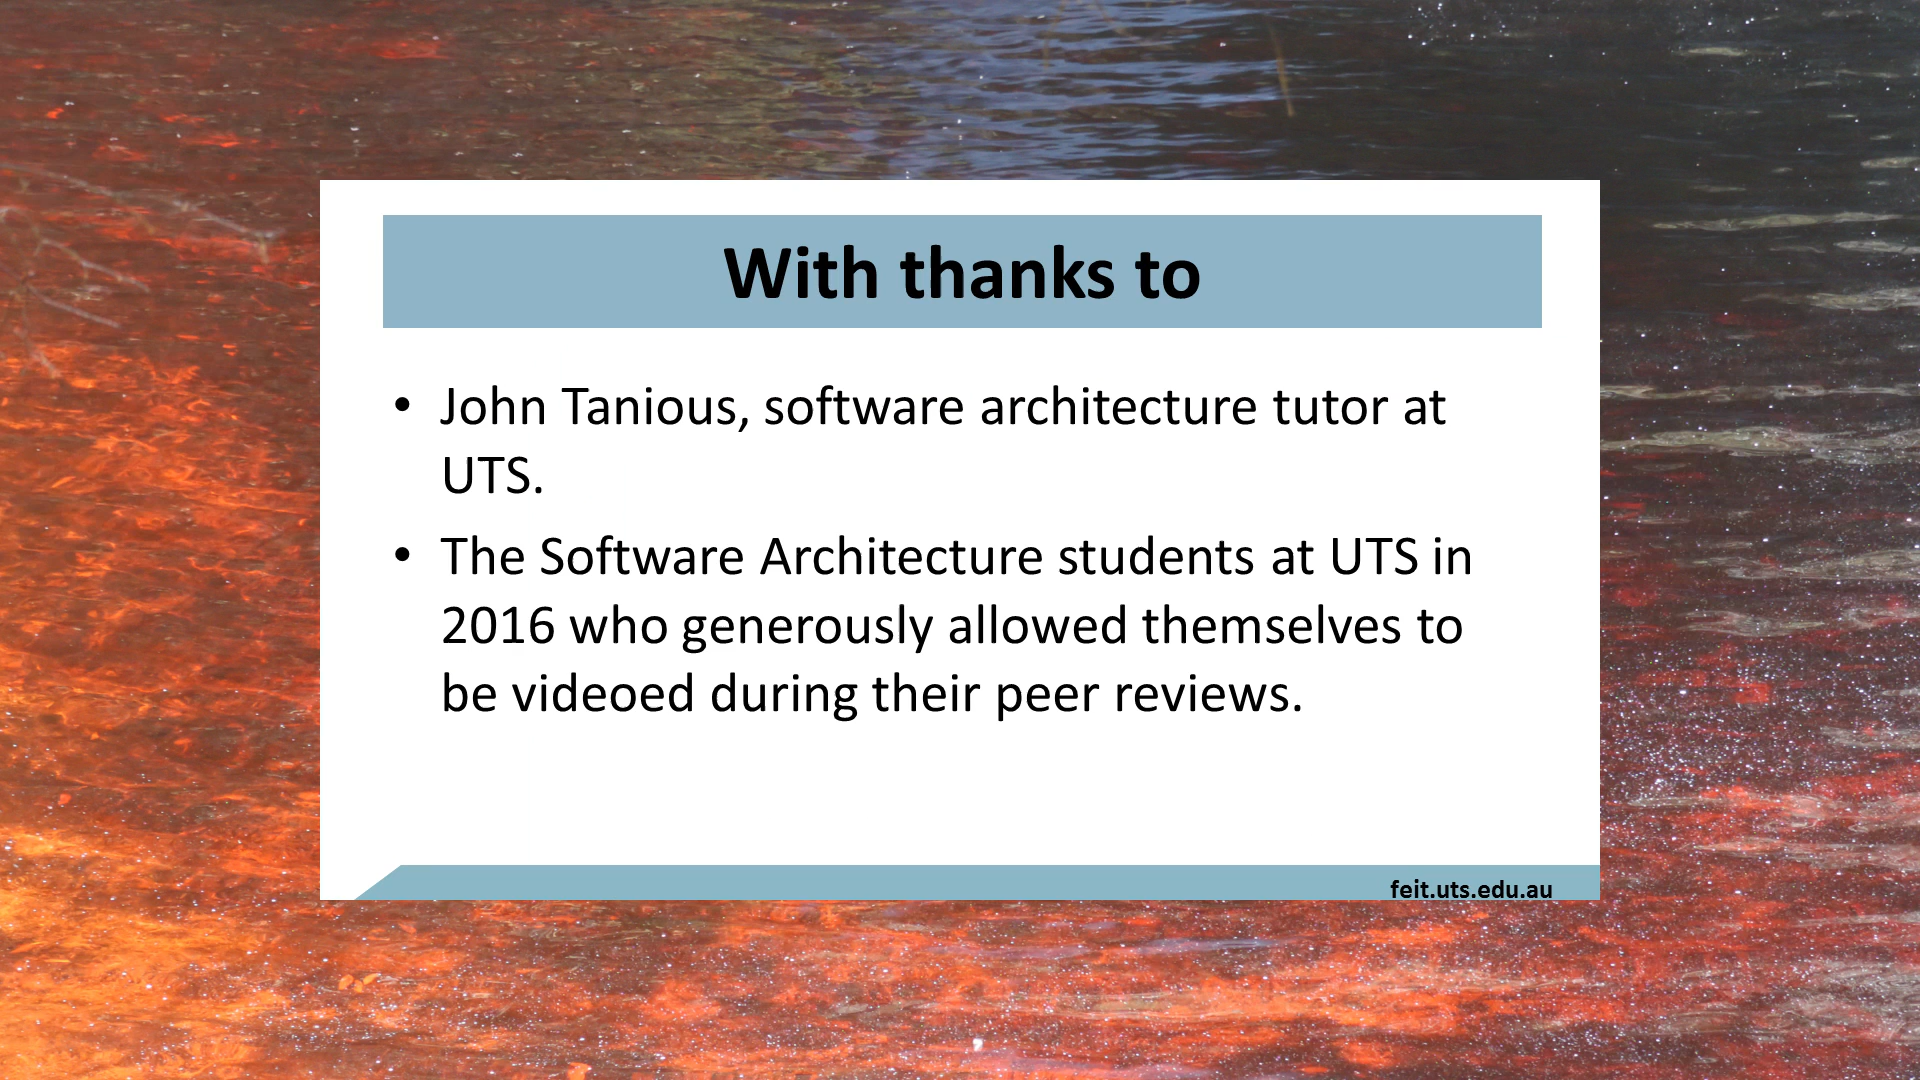 With thanks to
• John Tanious, software architecture tutor at
UTS.
• The Software Architecture students at UTS in
2016 who generously allowed themselves to
be videoed during their peer reviews.
feit.uts.edu.au